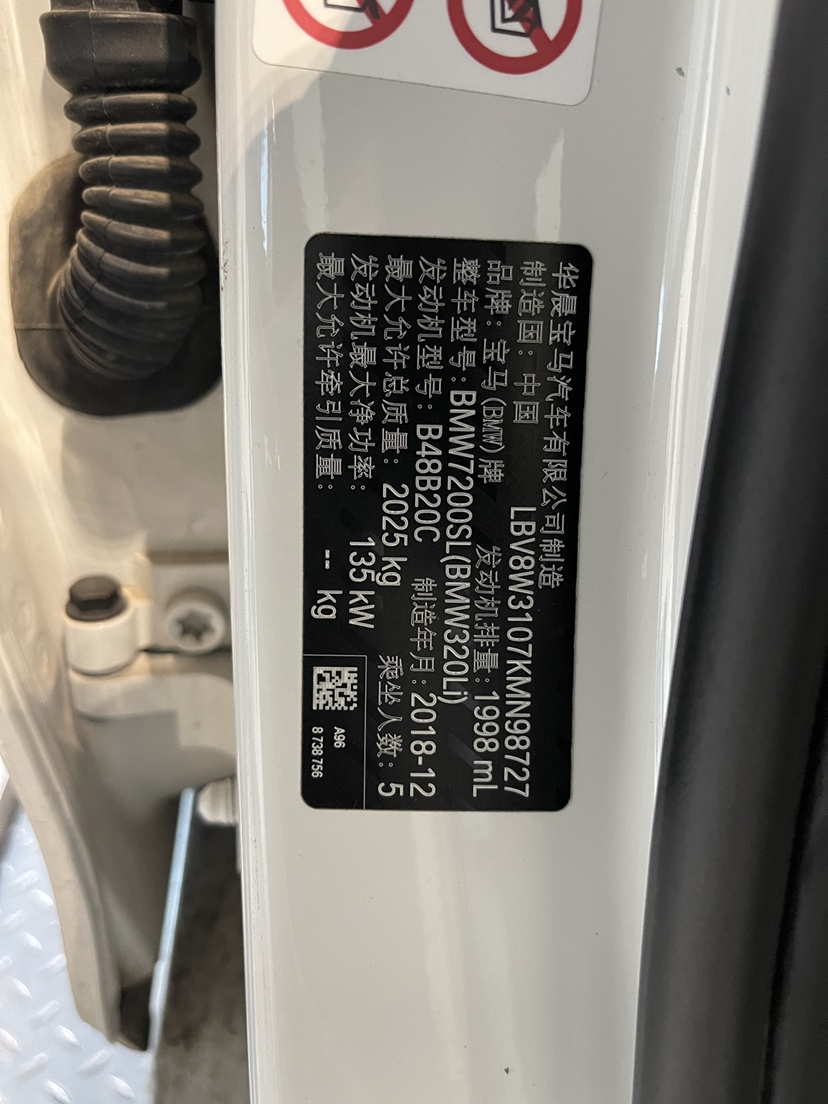 华晨宝马汽车有限公司制造
制造国：中国 LBV8W3107KMN98727
品牌：宝马(BMW)牌 发动机排量：1998 mL
整车型号：BMW7200SL(BMW320Li)
发动机型号：B48B20C 制造年月：2018-12
最大允许总质量：2025 kg 乘坐人数：5
发动机最大净功率：135 kW
最大允许牵引质量：-- kg
A96
8 738 756